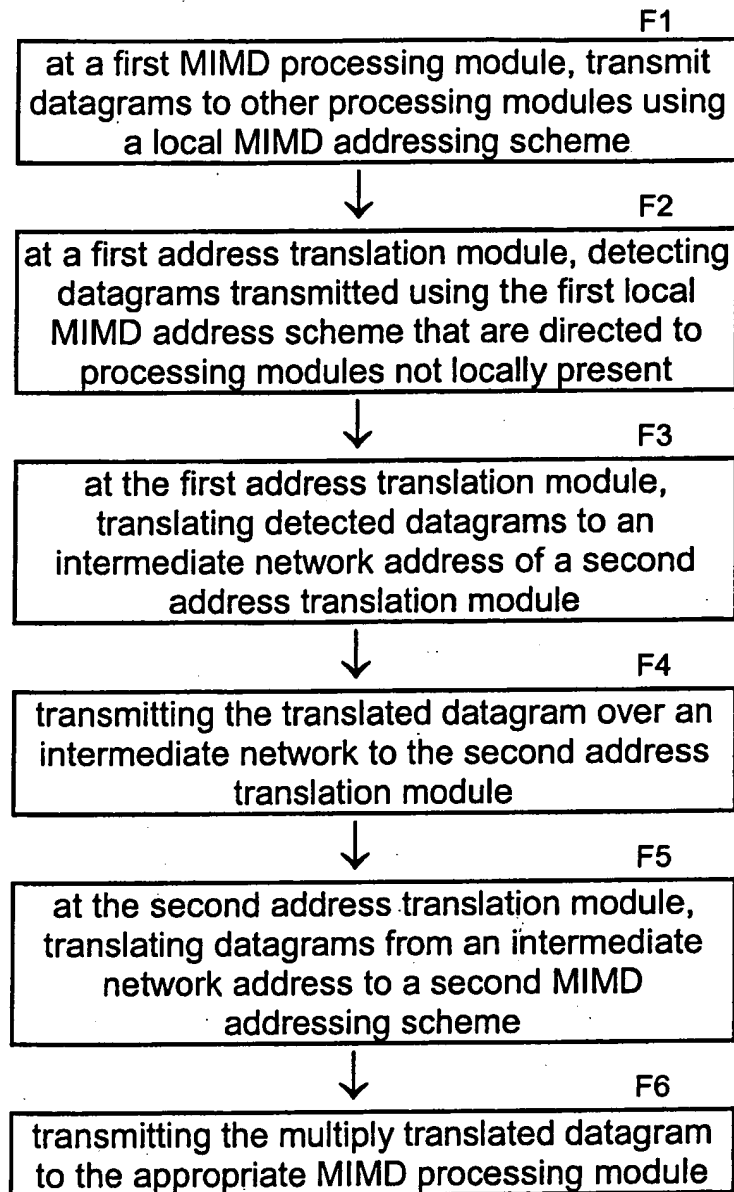 F1
at a first MIMD processing module, transmit
datagrams to other processing modules using
a local MIMD addressing scheme
F2
at a first address translation module, detecting
datagrams transmitted using the first local
MIMD address scheme that are directed to
processing modules not locally present
F3
at the first address translation module,
translating detected datagrams to an
intermediate network address of a second
address translation module
F4
transmitting the translated datagram over an
intermediate network to the second address
translation module
F5
at the second address translation module,
translating datagrams from an intermediate
network address to a second MIMD
addressing scheme
F6
transmitting the multiply translated datagram
to the appropriate MIMD processing module